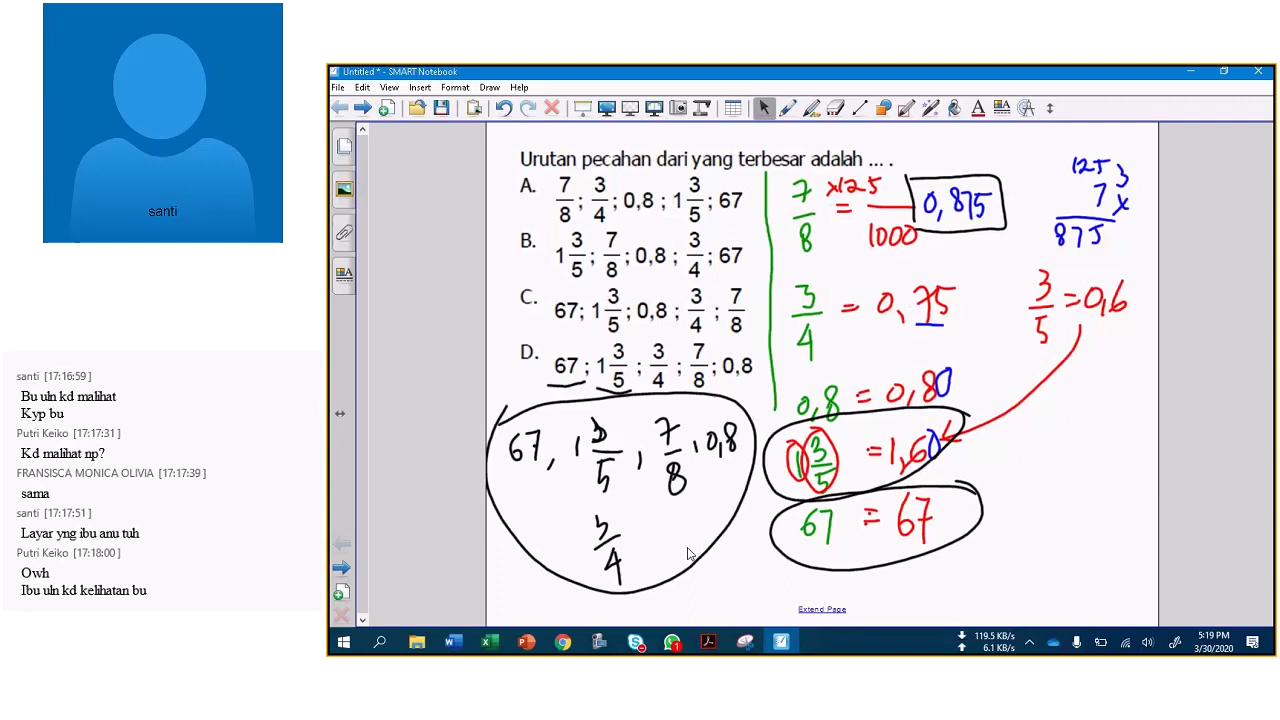 santi
santi [17:16:59]
Bu uln kd malihat
Kyp bu
Putri Keiko [17:17:31]
Kd malihat np?
FRANSISCA MONICA OLIVIA [17:17:39]
sama
santi [17:17:51]
Layar yng ibu anu tuh
Putri Keiko [17:18:00]
Owh
Ibu uln kd kelihatan bu
Untitled * - SMART Notebook
File Edit View Insert Format Draw Help
Urutan pecahan dari yang terbesar adalah ... .
A. 7/8 ; 3/4 ; 0,8 ; 1 3/5 ; 67
B. 1 3/5 ; 7/8 ; 0,8 ; 3/4 ; 67
C. 67; 1 3/5 ; 0,8 ; 3/4 ; 7/8
D. 67 ; 1 3/5 ; 3/4 ; 7/8 ; 0,8
67, 1 3/5 , 7/8 , 0,8
3/4
7/8 = x125 / 1000 0,875
3/4 = 0,75
0,8 = 0,80
1 3/5 = 1,60
67 = 67
125 3
7 x
875
3/5 = 0,6
Extend Page
119.5 KB/s
6.1 KB/s
5:19 PM
3/30/2020